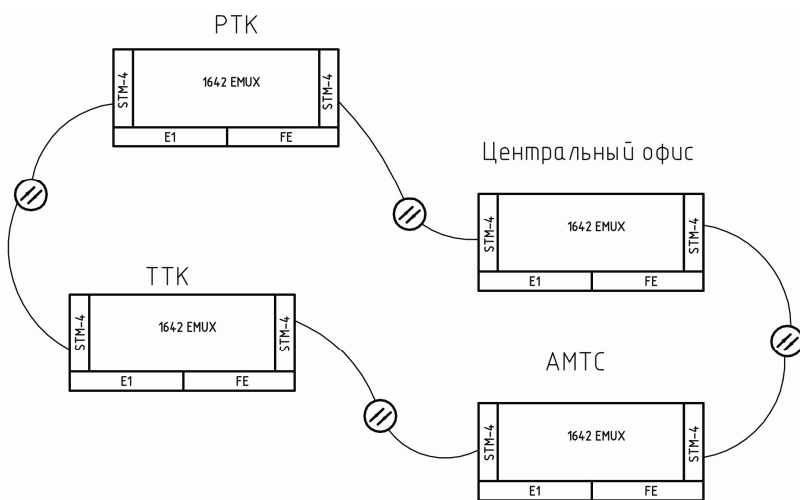 РТК
STM-4
1642 EMUX
STM-4
E1
FE
Центральный офис
STM-4
1642 EMUX
STM-4
E1
FE
ТТК
STM-4
1642 EMUX
STM-4
E1
FE
АМТС
STM-4
1642 EMUX
STM-4
E1
FE